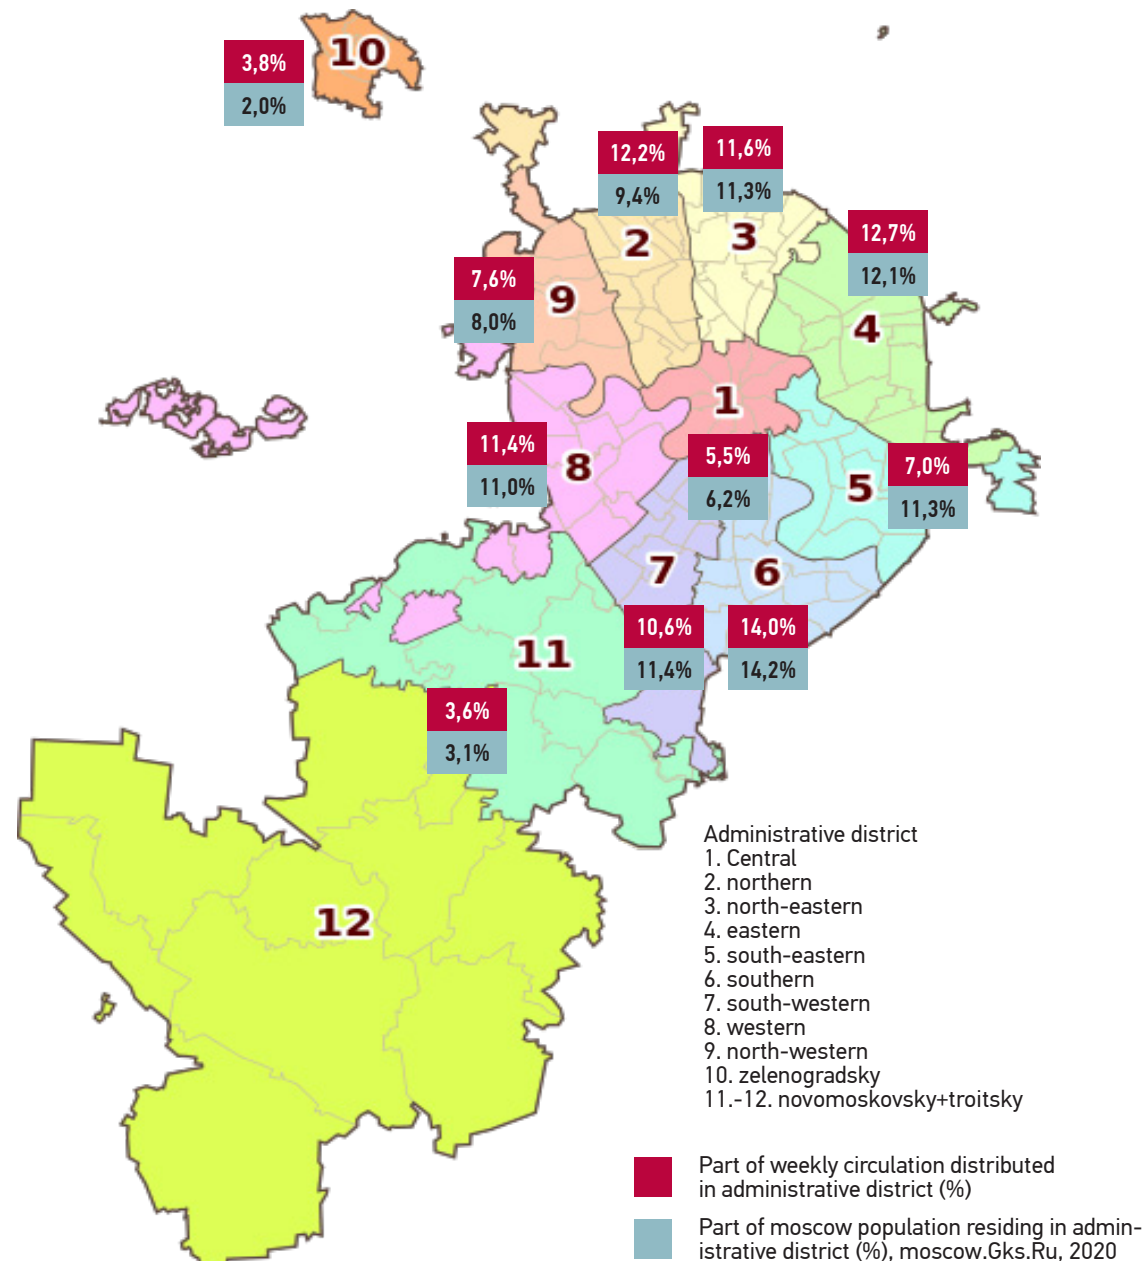 10
3,8%
2,0%
12,2%
9,4%
11,6%
11,3%
2
3
12,7%
12,1%
7,6%
8,0%
9
4
1
11,4%
11,0%
8
5,5%
6,2%
5
7,0%
11,3%
7
6
10,6%
11,4%
14,0%
14,2%
11
3,6%
3,1%
12
Administrative district
1. Central
2. northern
3. north-eastern
4. eastern
5. south-eastern
6. southern
7. south-western
8. western
9. north-western
10. zelenogradsky
11.-12. novomoskovsky+troitsky
Part of weekly circulation distributed
in administrative district (%)
Part of moscow population residing in admin-
istrative district (%), moscow.Gks.Ru, 2020